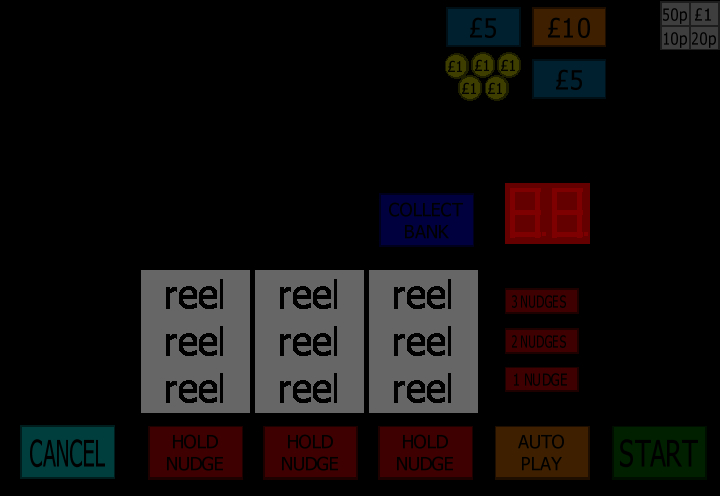 £5 £10
50p £1
10p 20p
£1 £1 £1
£1 £1
£5
COLLECT
BANK
88
reel reel reel
reel reel reel
reel reel reel
3 NUDGES
2 NUDGES
1 NUDGE
CANCEL
HOLD
NUDGE
HOLD
NUDGE
HOLD
NUDGE
AUTO
PLAY
START